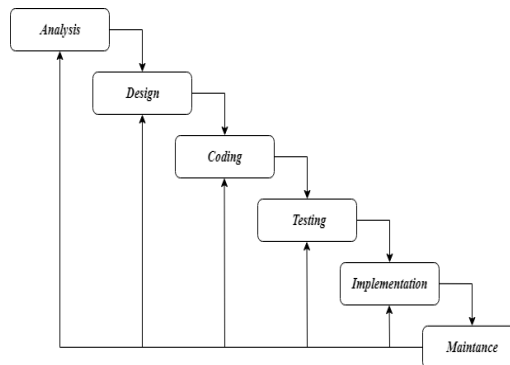 Analysis
Design
Coding
Testing
Implementation
Maintance